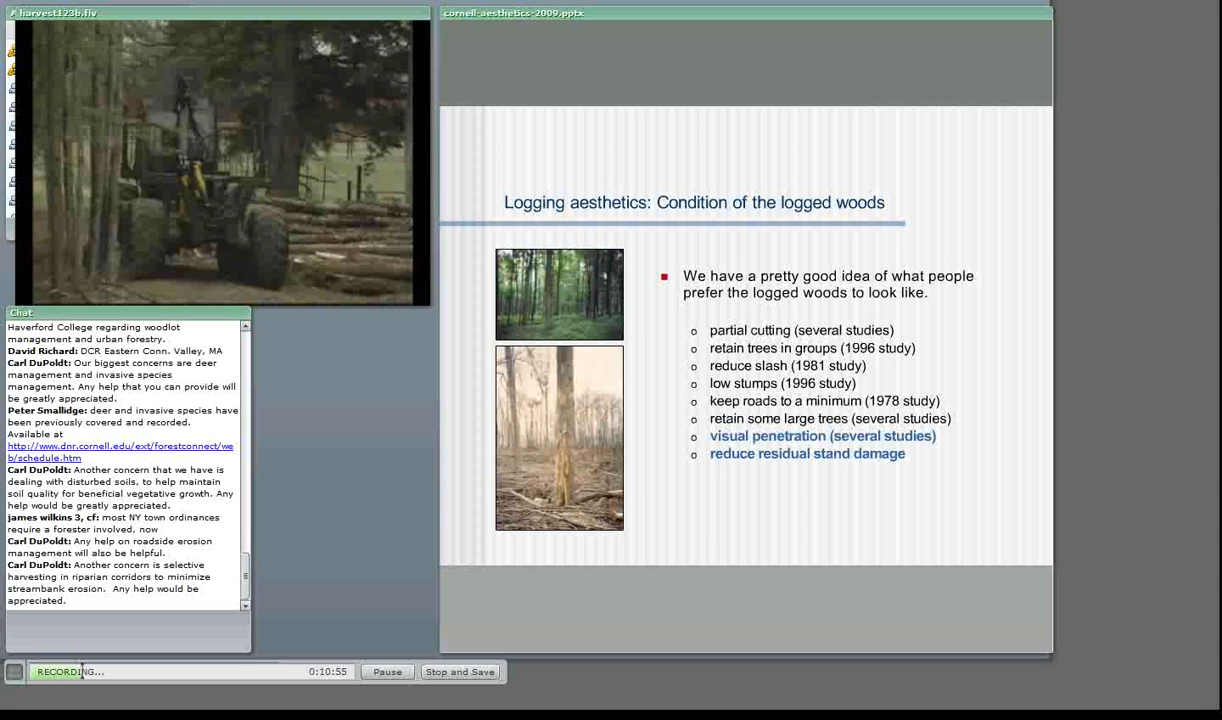 harvest123b.flv
cornell-aesthetics-2009.pptx
Logging aesthetics: Condition of the logged woods
We have a pretty good idea of what people
prefer the logged woods to look like.
o partial cutting (several studies)
o retain trees in groups (1996 study)
o reduce slash (1981 study)
o low stumps (1996 study)
o keep roads to a minimum (1978 study)
o retain some large trees (several studies)
o visual penetration (several studies)
o reduce residual stand damage
Chat
Haverford College regarding woodlot
management and urban forestry.
David Richard: DCR Eastern Conn. Valley, MA
Carl DuPoldt: Our biggest concerns are deer
management and invasive species
management. Any help that you can provide will
be greatly appreciated.
Peter Smallidge: deer and invasive species have
been previously covered and recorded.
Available at
http://www.dnr.cornell.edu/ext/forestconnect/we
b/schedule.htm
Carl DuPoldt: Another concern that we have is
dealing with disturbed soils, to help maintain
soil quality for beneficial vegetative growth. Any
help would be greatly appreciated.
james wilkins 3, cf: most NY town ordinances
require a forester involved, now
Carl DuPoldt: Any help on roadside erosion
management will also be helpful.
Carl DuPoldt: Another concern is selective
harvesting in riparian corridors to minimize
streambank erosion. Any help would be
appreciated.
RECORDING... 0:10:55 Pause Stop and Save